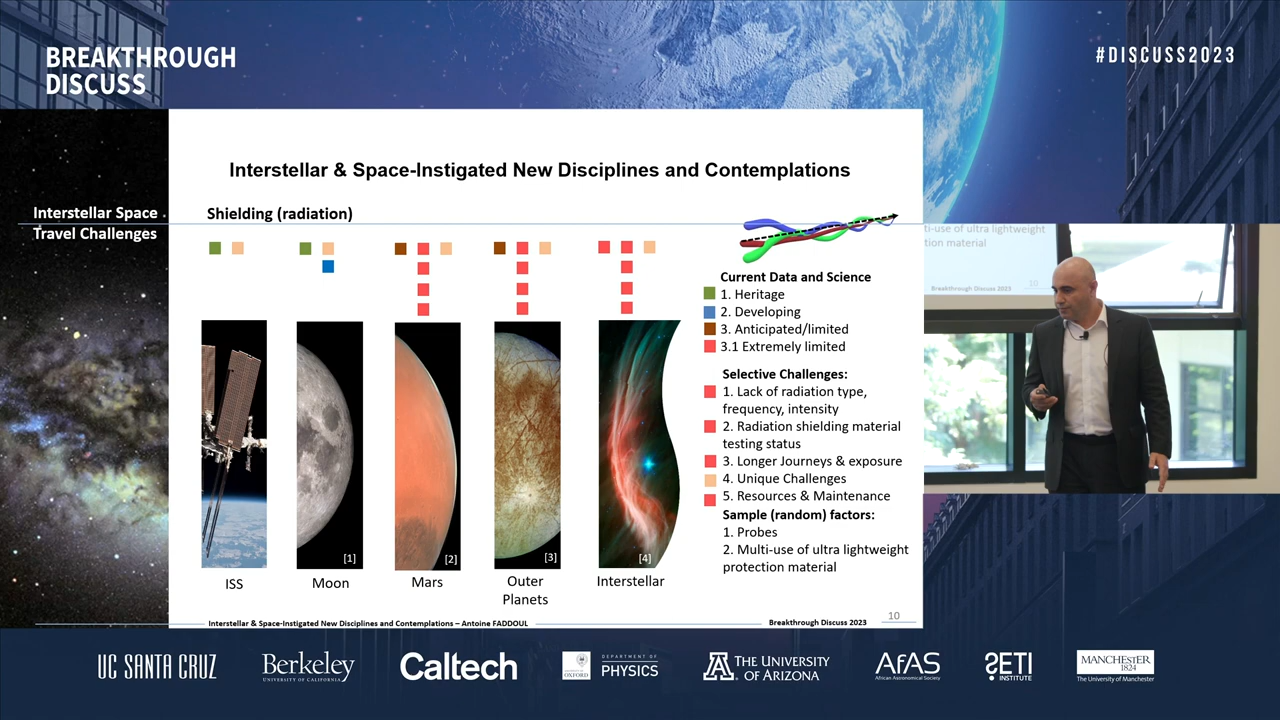 BREAKTHROUGH
DISCUSS
#DISCUSS2023
Interstellar & Space-Instigated New Disciplines and Contemplations
Interstellar Space
Travel Challenges
Shielding (radiation)
Current Data and Science
1. Heritage
2. Developing
3. Anticipated/limited
3.1 Extremely limited
Selective Challenges:
1. Lack of radiation type,
frequency, intensity
2. Radiation shielding material
testing status
3. Longer Journeys & exposure
4. Unique Challenges
5. Resources & Maintenance
Sample (random) factors:
1. Probes
2. Multi-use of ultra lightweight
protection material
[1]
[2]
[3]
[4]
ISS
Moon
Mars
Outer
Planets
Interstellar
Interstellar & Space-Instigated New Disciplines and Contemplations – Antoine FADDOUL
Breakthrough Discuss 2023
10
ti-use of ultra lightweight
tion material
Breakthrough Discuss 2023
10
UC SANTA CRUZ
Berkeley
UNIVERSITY OF CALIFORNIA
Caltech
UNIVERSITY OF
OXFORD
DEPARTMENT OF
PHYSICS
THE UNIVERSITY
OF ARIZONA
AfAS
African Astronomical Society
SETI
INSTITUTE
MANCHESTER
1824
The University of Manchester